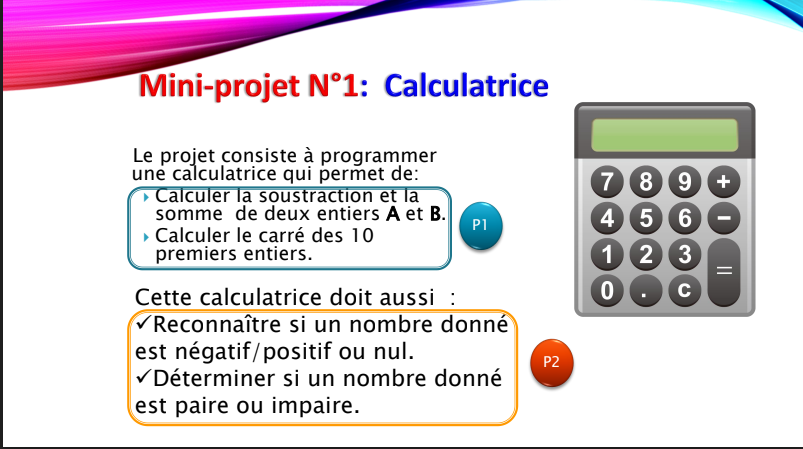 Mini-projet N°1: Calculatrice
Le projet consiste à programmer
une calculatrice qui permet de:
Calculer la soustraction et la
somme de deux entiers A et B.
Calculer le carré des 10
premiers entiers.
P1
Cette calculatrice doit aussi :
✓Reconnaître si un nombre donné
est négatif/positif ou nul.
✓Déterminer si un nombre donné
est paire ou impaire.
P2
7 8 9 +
4 5 6 −
1 2 3 =
0 . C